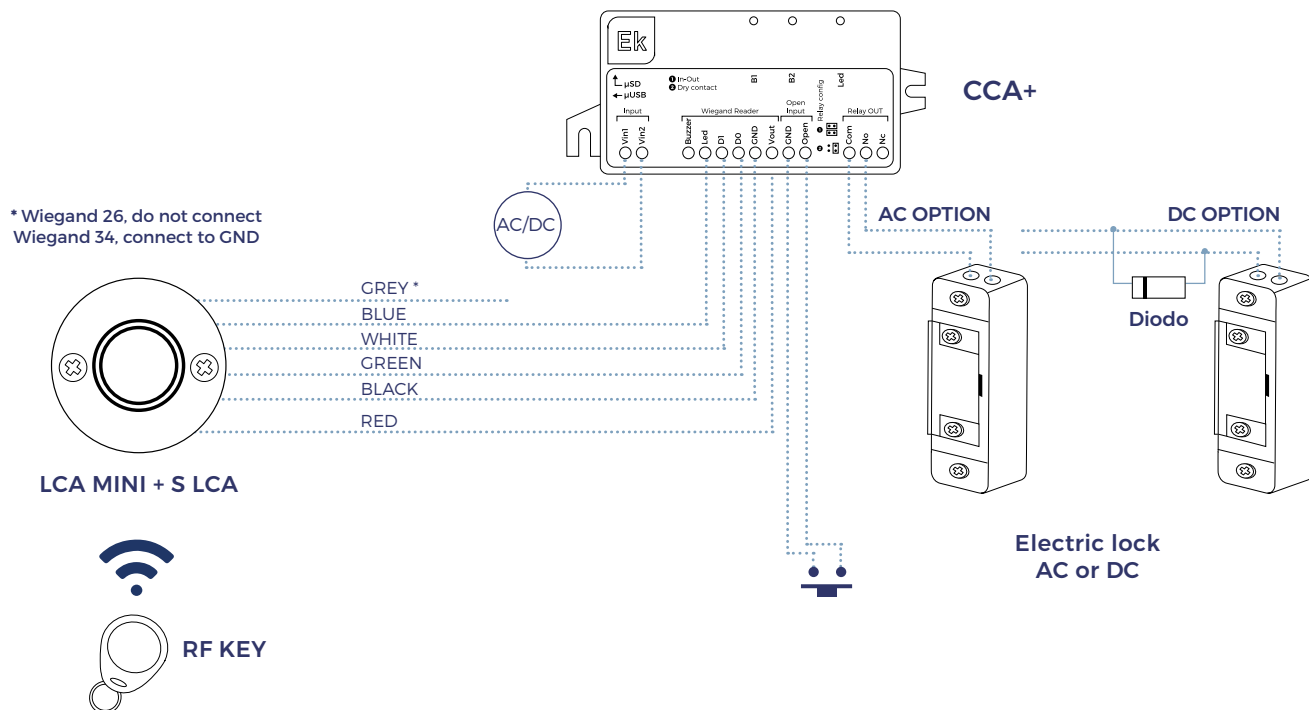 Ek
CCA+
µSD
µUSB
1 In-Out
2 Dry contact
B1
B2
Led
Input
Wiegand Reader
Open
Input
Relay config
1
2
Relay OUT
Vin1
Vin2
Buzzer
Led
D1
D0
GND
Vout
GND
Open
Com
No
Nc
AC/DC
* Wiegand 26, do not connect
Wiegand 34, connect to GND
AC OPTION
DC OPTION
GREY *
BLUE
WHITE
GREEN
BLACK
RED
Diodo
LCA MINI + S LCA
Electric lock
AC or DC
RF KEY